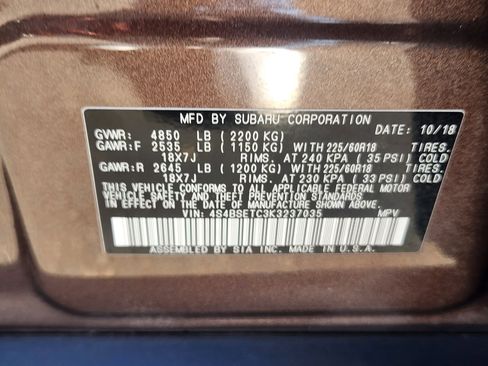 MFD BY SUBARU CORPORATION 10/18
GVWR: 4850 LB (2200 KG)
GAWR:F 2535 LB (1150 KG) WITH 225/60R18 TIRES.
18X7J RIMS. AT 240 KPA (35 PSI) COLD
GAWR:R 2645 LB (1200 KG) WITH 225/60R18 TIRES.
18X7J RIMS. AT 230 KPA (33 PSI) COLD
THIS VEHICLE CONFORMS TO ALL APPLICABLE FEDERAL MOTOR
VEHICLE SAFETY AND THEFT PREVENTION STANDARDS
IN EFFECT ON THE DATE OF MANUFACTURE SHOWN ABOVE.
VIN: 4S4BSETC3K3237035 MPV
ASSEMBLED BY SIA INC. MADE IN U.S.A.